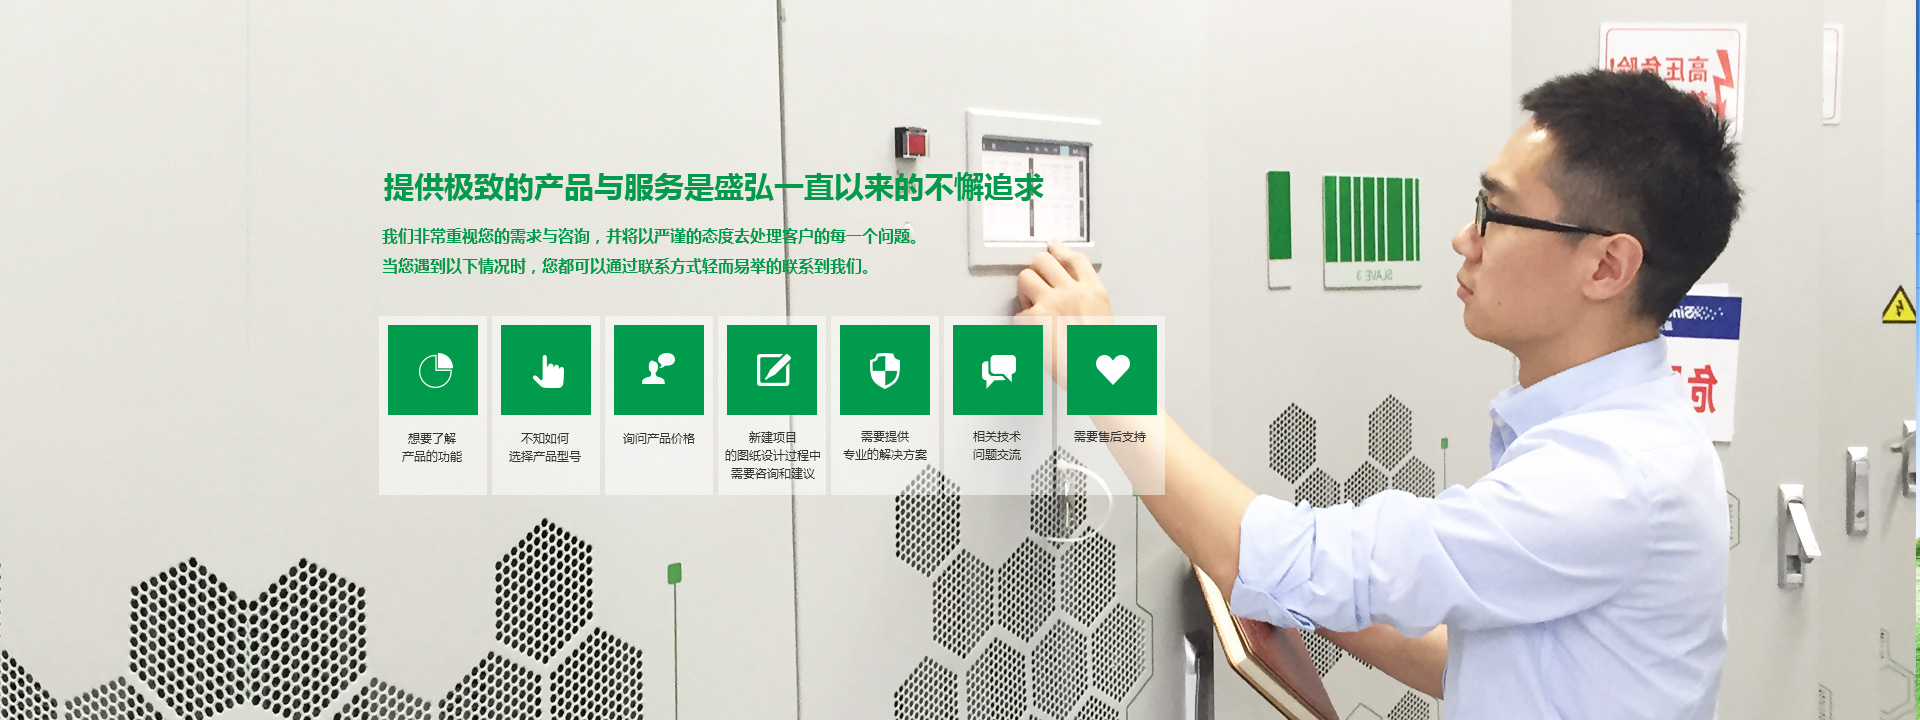 高压危险!
提供极致的产品与服务是盛弘一直以来的不懈追求
我们非常重视您的需求与咨询，并将以严谨的态度去处理客户的每一个问题。
当您遇到以下情况时，您都可以通过联系方式轻而易举的联系到我们。
SLAVE 3
Sine
危
想要了解
产品的功能
不知如何
选择产品型号
询问产品价格
新建项目
的图纸设计过程中
需要咨询和建议
需要提供
专业的解决方案
相关技术
问题交流
需要售后支持